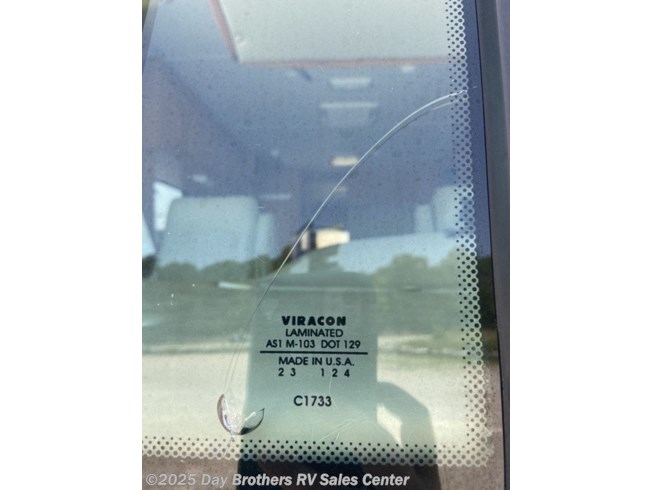 VIRACON
LAMINATED
AS1 M-103 DOT 129
MADE IN U.S.A.
2 3 1 2 4
C1733
©2025 Day Brothers RV Sales Center